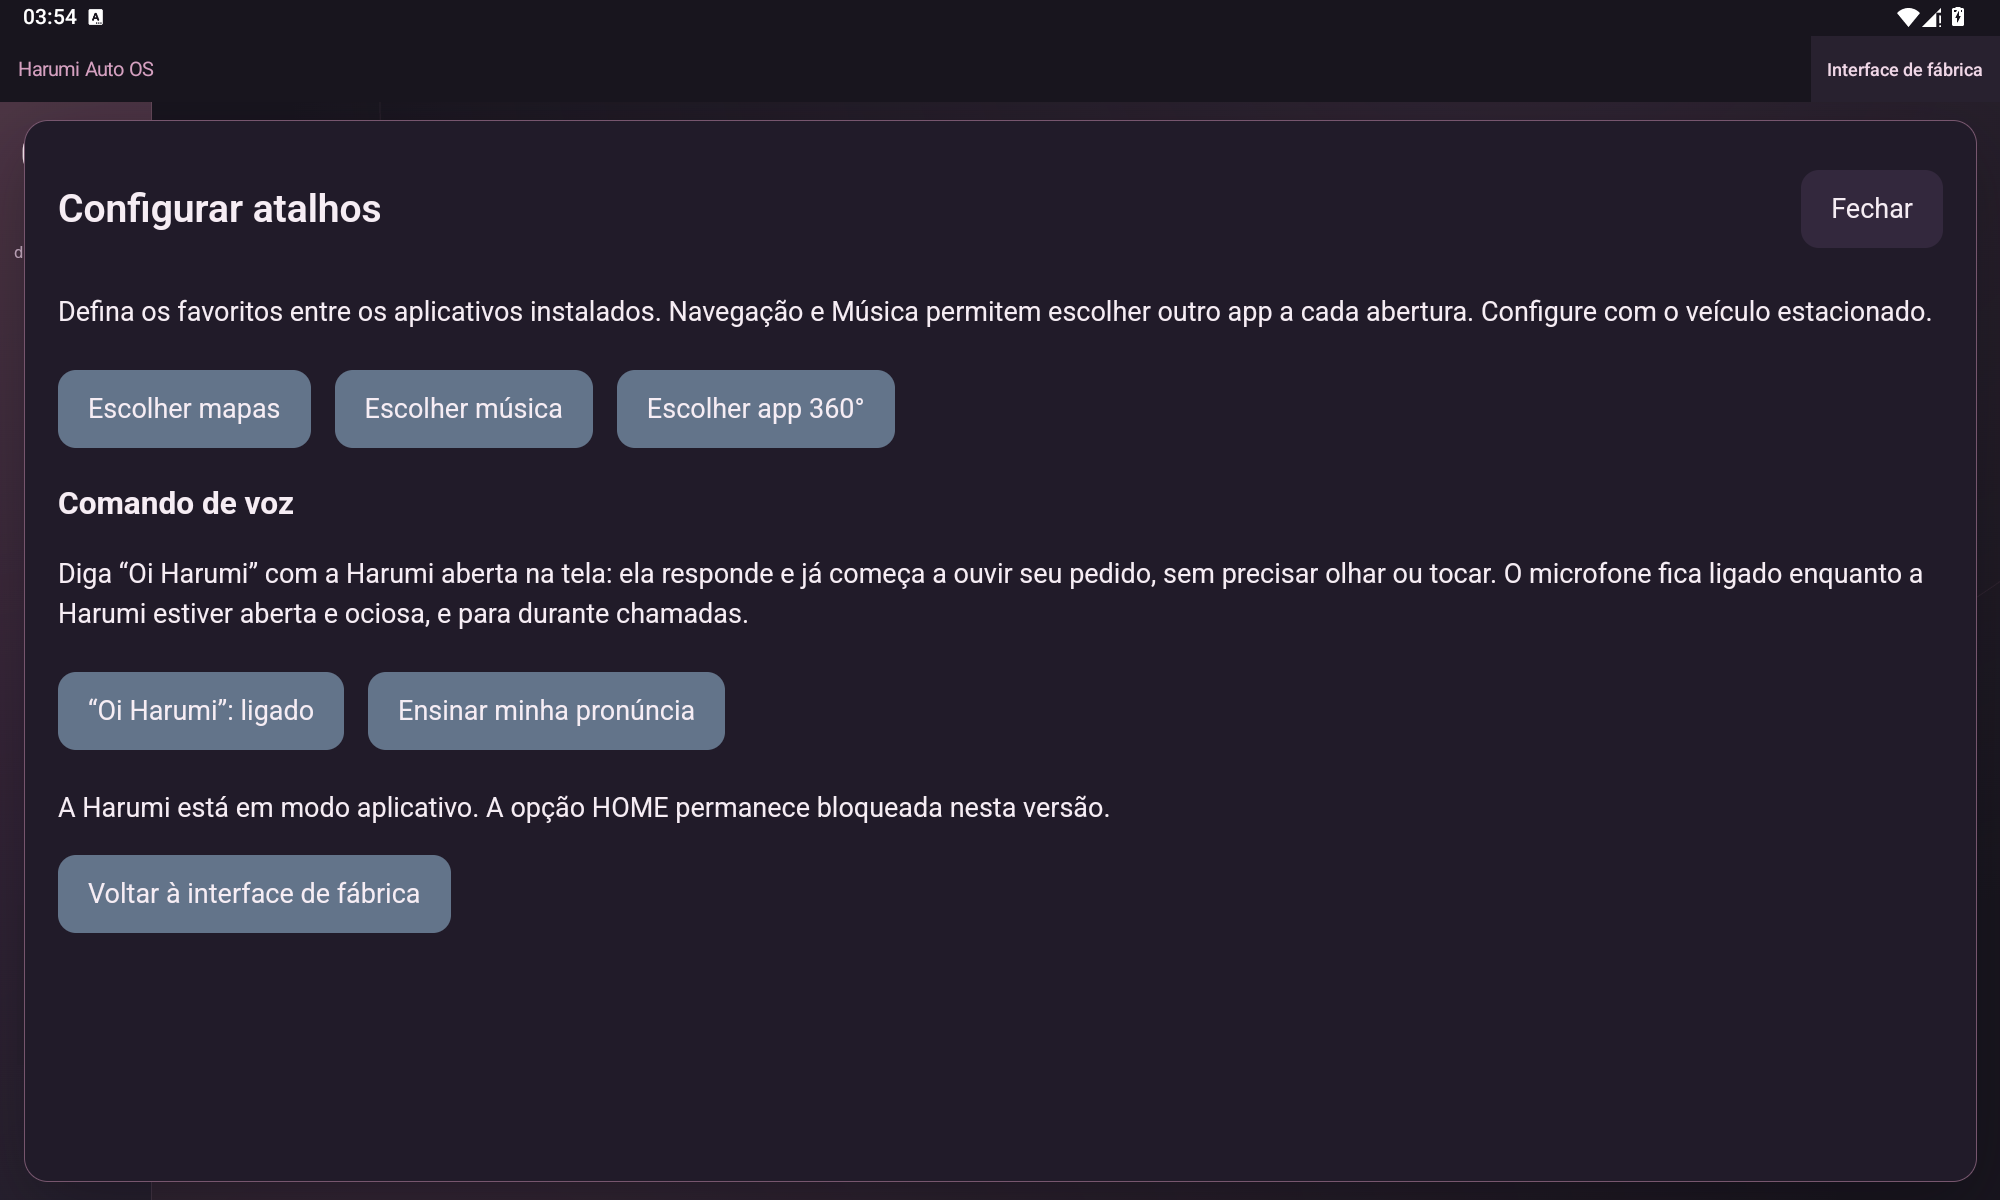 03:54
Harumi Auto OS
Interface de fábrica
Configurar atalhos
Fechar
Defina os favoritos entre os aplicativos instalados. Navegação e Música permitem escolher outro app a cada abertura. Configure com o veículo estacionado.
Escolher mapas
Escolher música
Escolher app 360°
Comando de voz
Diga “Oi Harumi” com a Harumi aberta na tela: ela responde e já começa a ouvir seu pedido, sem precisar olhar ou tocar. O microfone fica ligado enquanto a
Harumi estiver aberta e ociosa, e para durante chamadas.
“Oi Harumi”: ligado
Ensinar minha pronúncia
A Harumi está em modo aplicativo. A opção HOME permanece bloqueada nesta versão.
Voltar à interface de fábrica